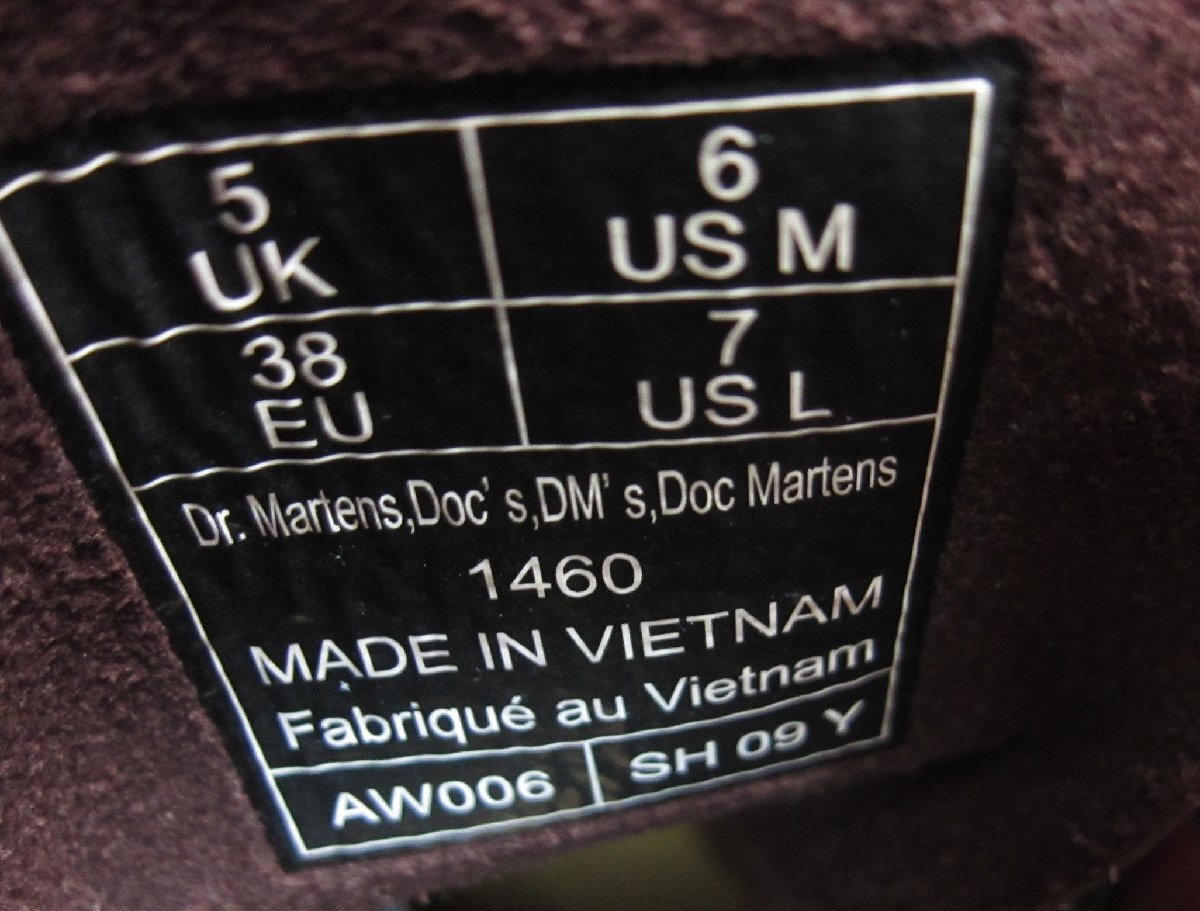 5
UK
6
US M
38
EU
7
US L
Dr. Martens,Doc' s,DM' s,Doc Martens
1460
MADE IN VIETNAM
Fabriqué au Vietnam
AW006
SH 09 Y